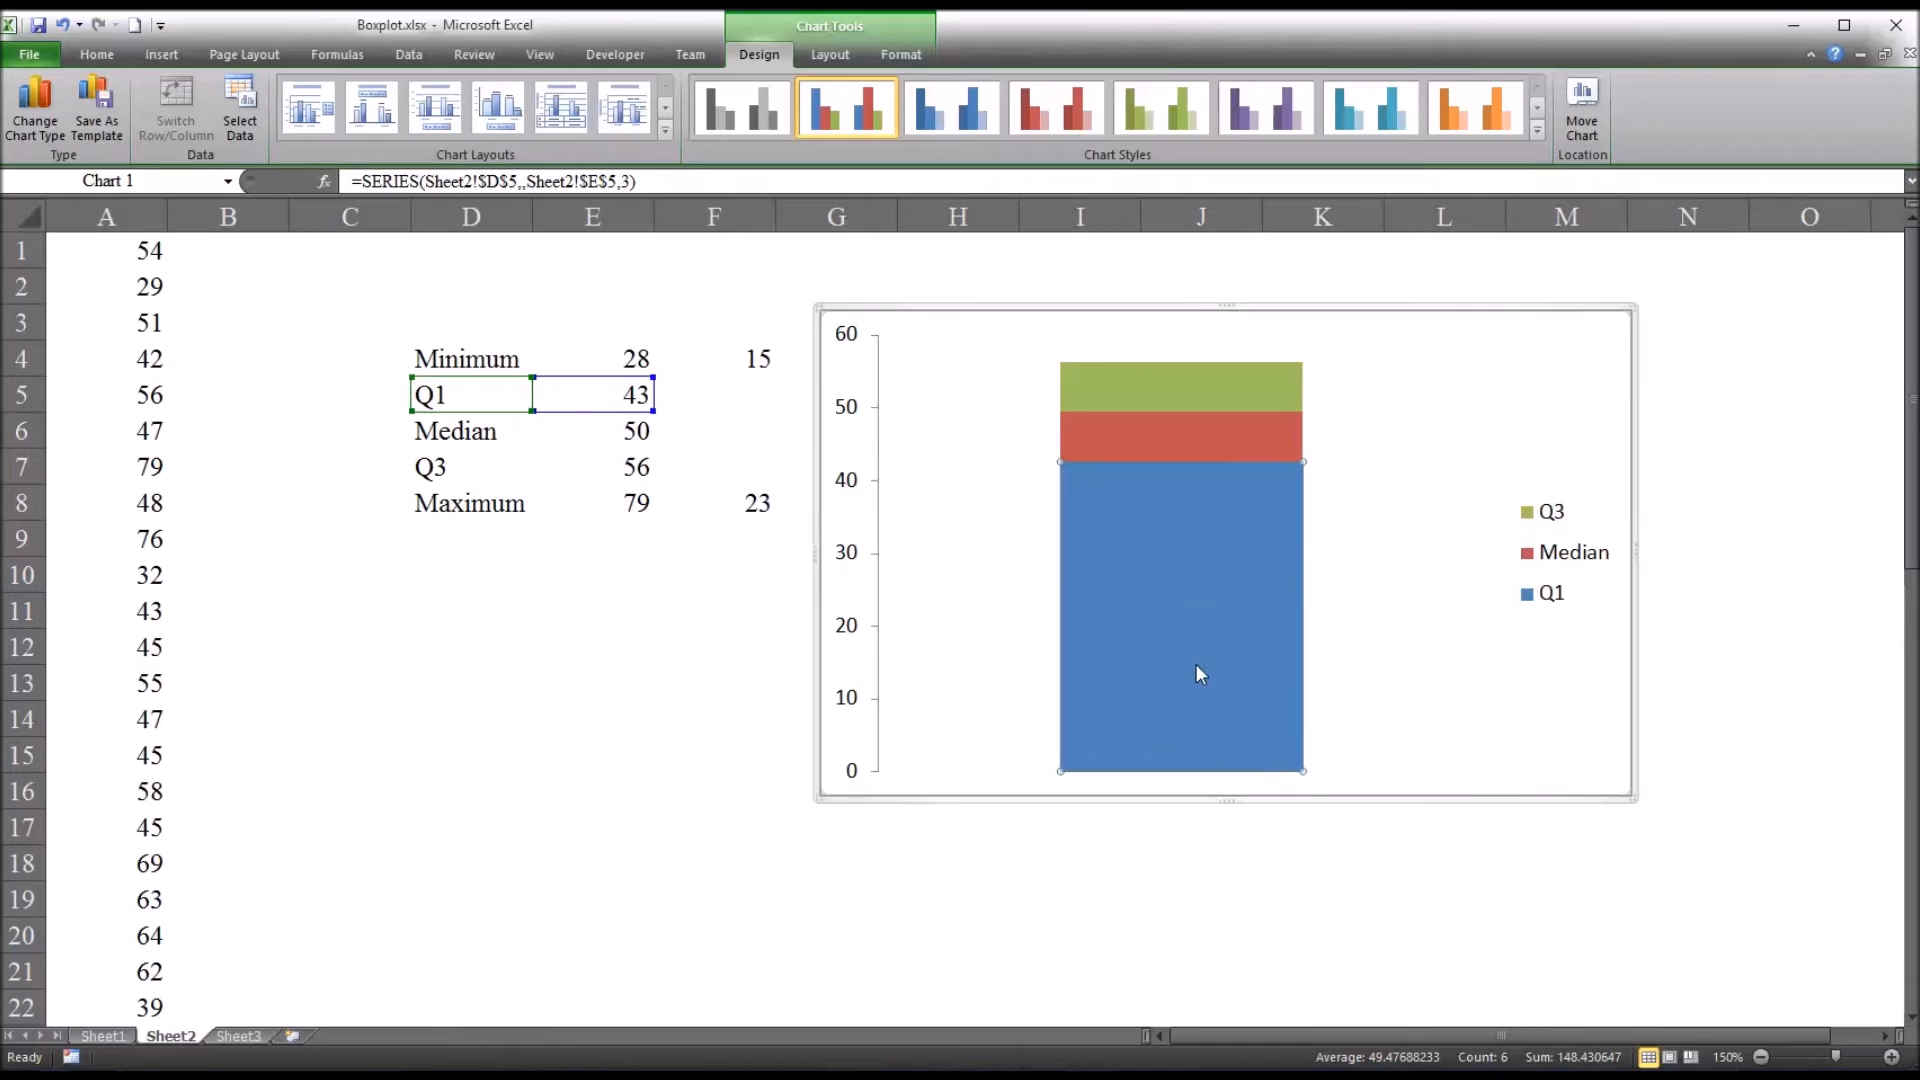 Boxplot.xlsx - Microsoft Excel
Chart Tools
File Home Insert Page Layout Formulas Data Review View Developer Team Design Layout Format
Change Chart Type
Save As Template
Switch Row/Column
Select Data
Move Chart
Type
Data
Chart Layouts
Chart Styles
Location
Chart 1
fx
=SERIES(Sheet2!$D$5,,Sheet2!$E$5,3)
A B C D E F G H I J K L M N O
1 54
2 29
3 51
4 42 Minimum 28 15
5 56 Q1 43
6 47 Median 50
7 79 Q3 56
8 48 Maximum 79 23
9 76
10 32
11 43
12 45
13 55
14 47
15 45
16 58
17 45
18 69
19 63
20 64
21 62
22 39
60
50
40
30
20
10
0
Q3
Median
Q1
Sheet1 Sheet2 Sheet3
Ready
Average: 49.47688233 Count: 6 Sum: 148.430647 150%